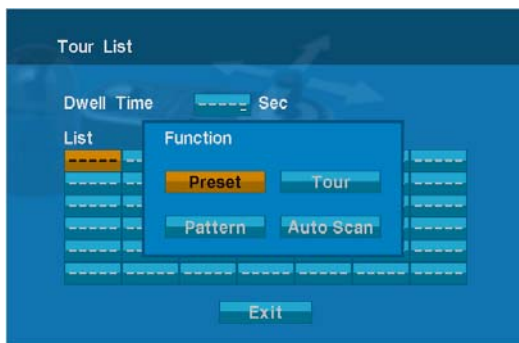 Tour List
Dwell Time -----  Sec
List
Function
Preset Tour
Pattern Auto Scan
Exit